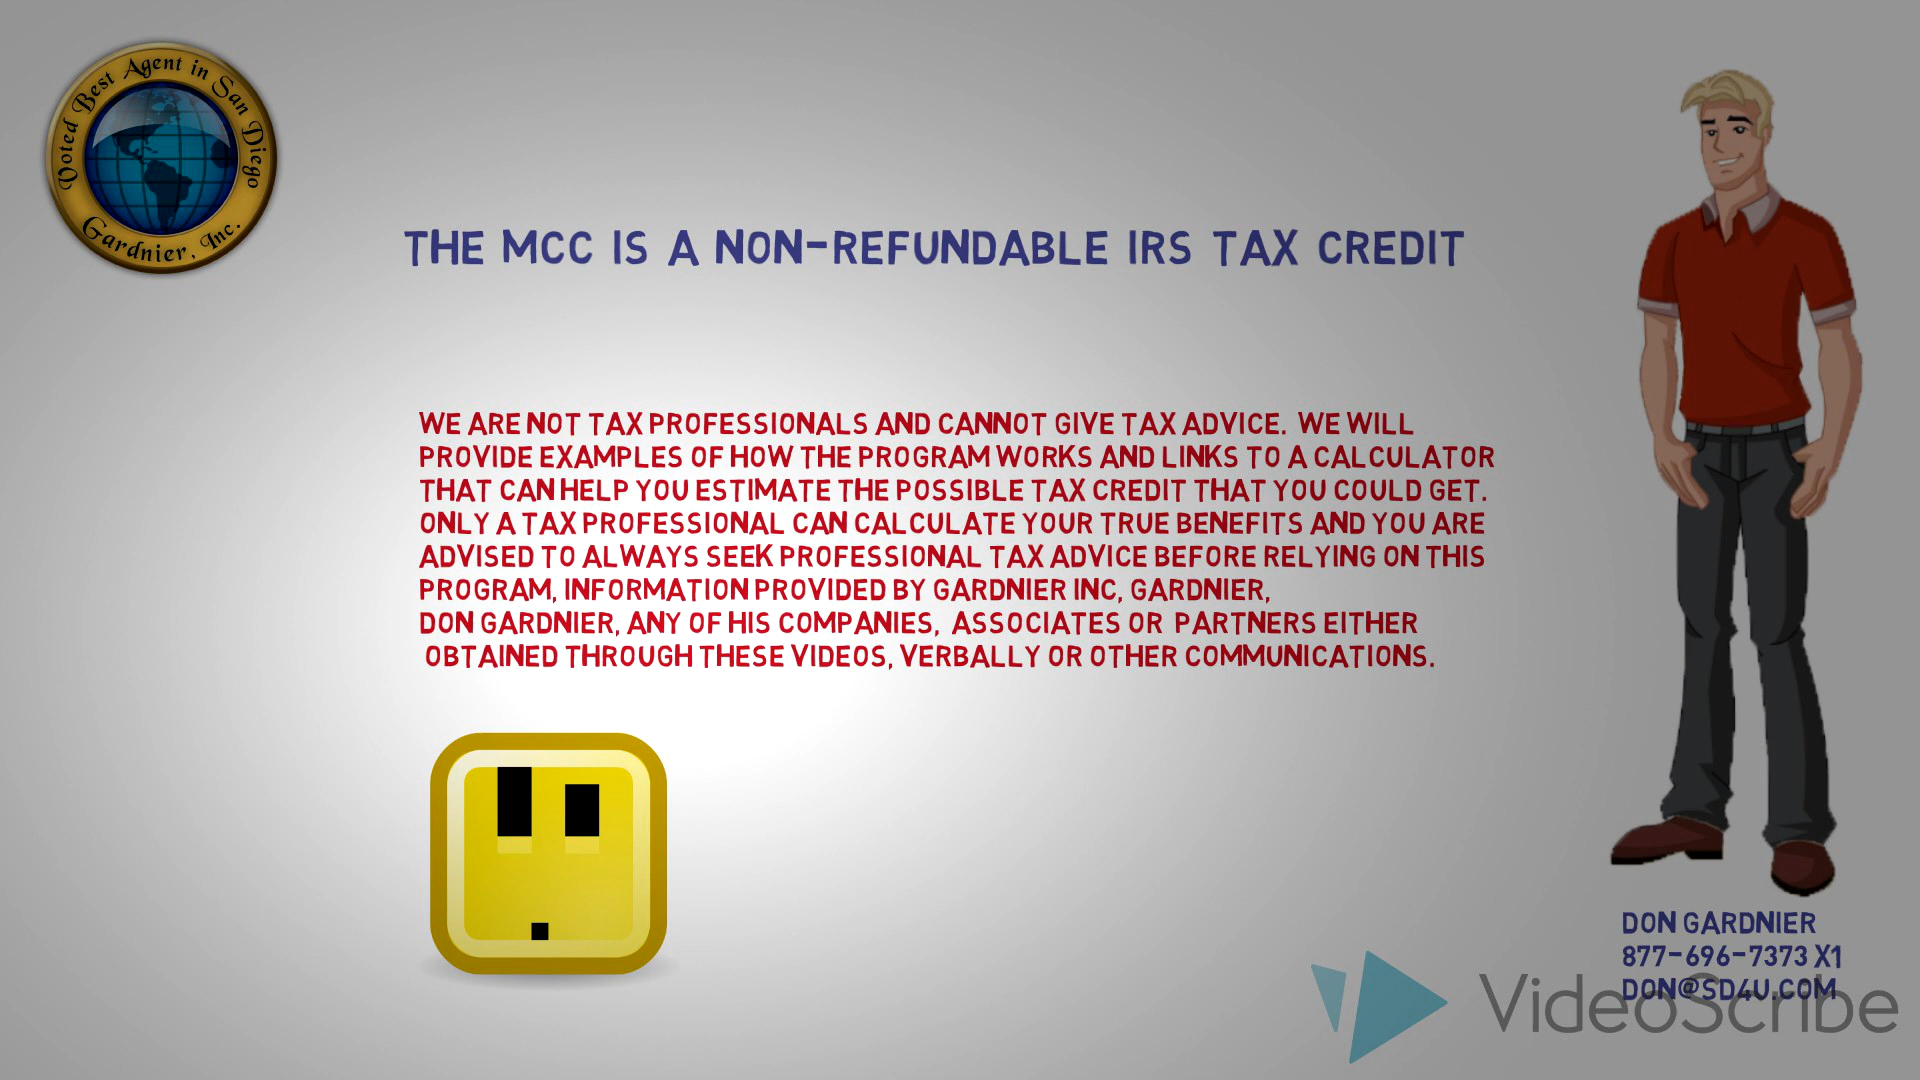 Voted Best Agent in San Diego
Gardnier, Inc.
THE MCC IS A NON-REFUNDABLE IRS TAX CREDIT
WE ARE NOT TAX PROFESSIONALS AND CANNOT GIVE TAX ADVICE. WE WILL
PROVIDE EXAMPLES OF HOW THE PROGRAM WORKS AND LINKS TO A CALCULATOR
THAT CAN HELP YOU ESTIMATE THE POSSIBLE TAX CREDIT THAT YOU COULD GET.
ONLY A TAX PROFESSIONAL CAN CALCULATE YOUR TRUE BENEFITS AND YOU ARE
ADVISED TO ALWAYS SEEK PROFESSIONAL TAX ADVICE BEFORE RELYING ON THIS
PROGRAM, INFORMATION PROVIDED BY GARDNIER INC, GARDNIER,
DON GARDNIER, ANY OF HIS COMPANIES, ASSOCIATES OR PARTNERS EITHER
OBTAINED THROUGH THESE VIDEOS, VERBALLY OR OTHER COMMUNICATIONS.
DON GARDNIER
877-696-7373 X1
DON@SD4U.COM
VideoScribe